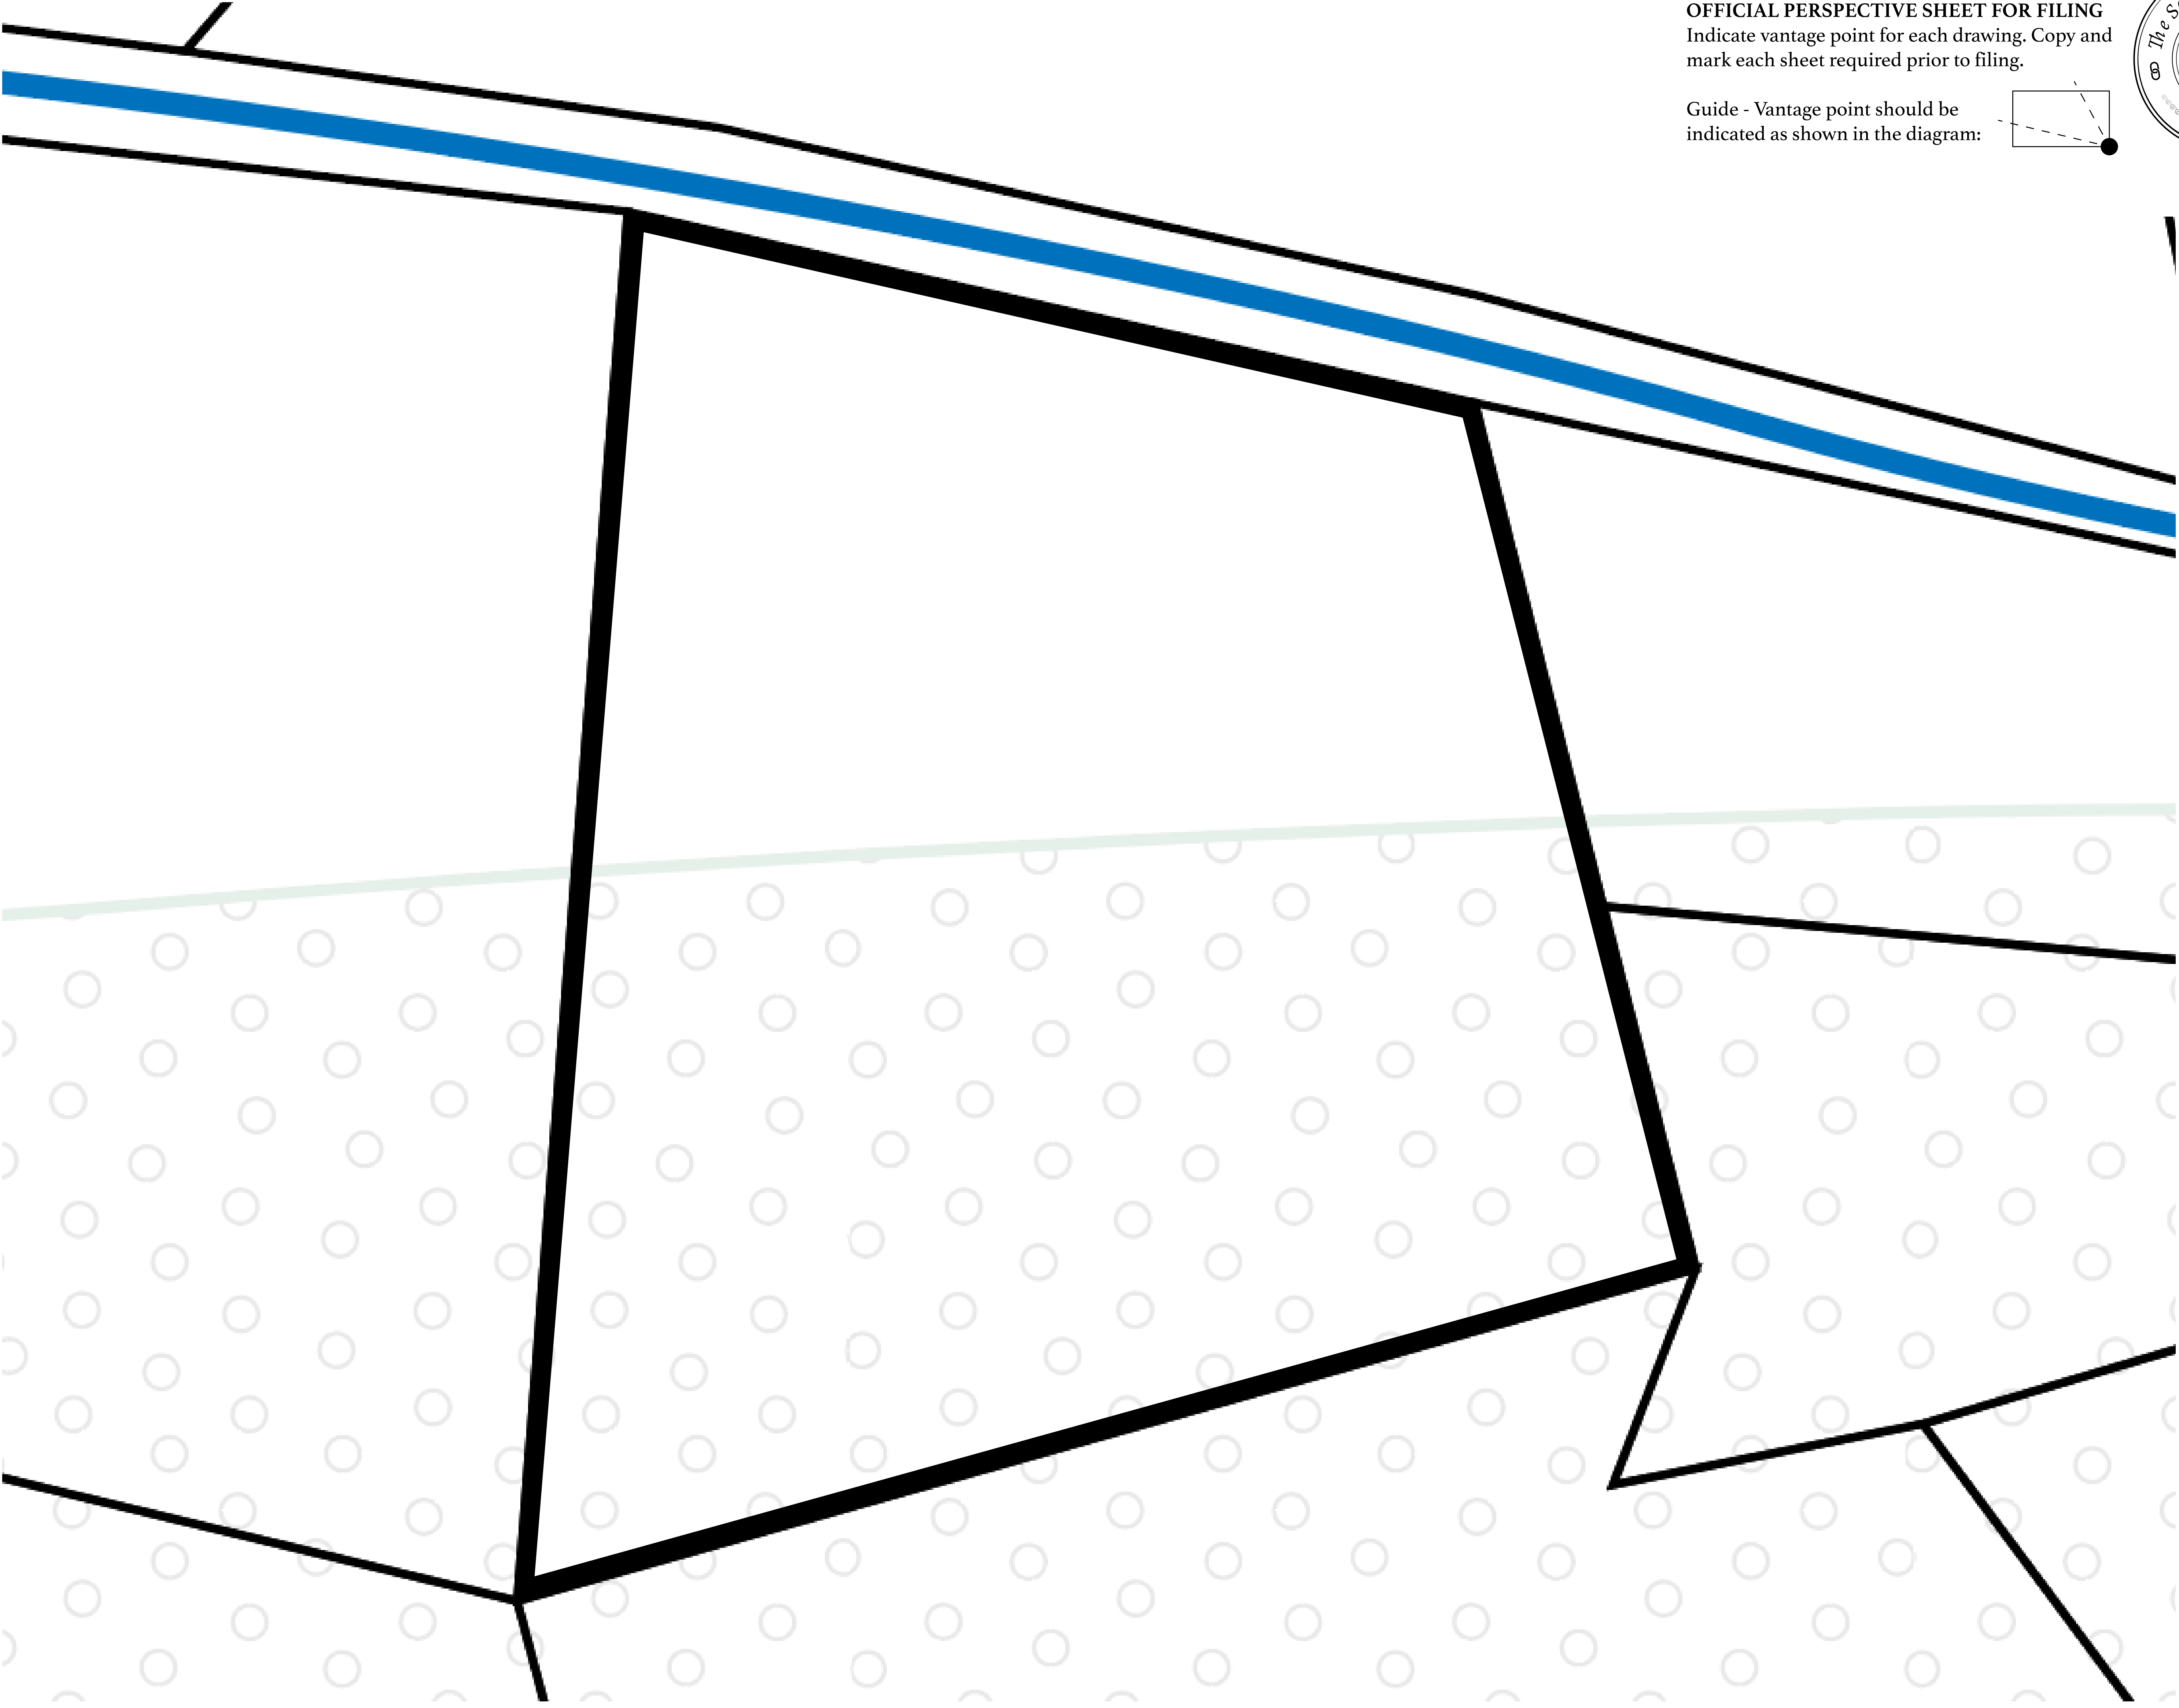 OFFICIAL PERSPECTIVE SHEET FOR FILING
Indicate vantage point for each drawing. Copy and
mark each sheet required prior to filing.
Guide - Vantage point should be
indicated as shown in the diagram:
The